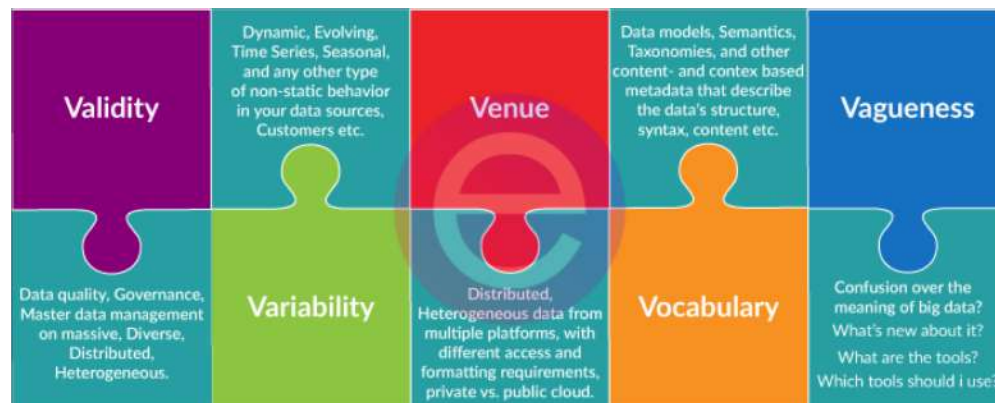 Validity
Data quality, Governance,
Master data management
on massive, Diverse,
Distributed,
Heterogeneous.
Dynamic, Evolving,
Time Series, Seasonal,
and any other type
of non-static behavior
in your data sources,
Customers etc.
Variability
Venue
Distributed,
Heterogeneous data from
multiple platforms, with
different access and
formatting requirements,
private vs. public cloud.
Data models, Semantics,
Taxonomies, and other
content- and contex based
metadata that describe
the data's structure,
syntax, content etc.
Vocabulary
Vagueness
Confusion over the
meaning of big data?
What's new about it?
What are the tools?
Which tools should i use?